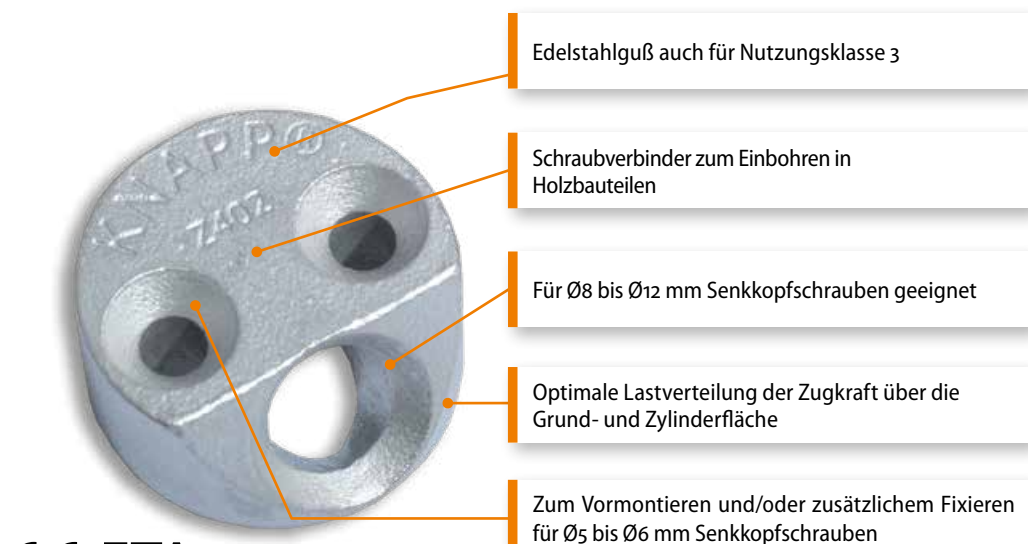 Edelstahlguß auch für Nutzungsklasse 3
KNAPP®
ZA02
Schraubverbinder zum Einbohren in
Holzbauteilen
Für Ø8 bis Ø12 mm Senkkopfschrauben geeignet
Optimale Lastverteilung der Zugkraft über die
Grund- und Zylinderfläche
Zum Vormontieren und/oder zusätzlichem Fixieren
für Ø5 bis Ø6 mm Senkkopfschrauben